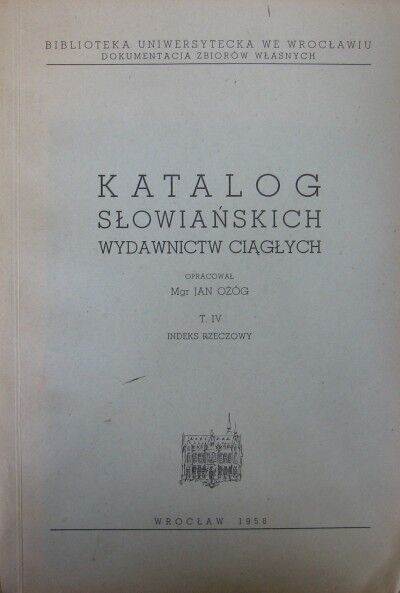 BIBLIOTEKA UNIWERSYTECKA WE WROCŁAWIU
DOKUMENTACJA ZBIORÓW WŁASNYCH
KATALOG
SŁOWIAŃSKICH
WYDAWNICTW CIĄGŁYCH
OPRACOWAŁ
Mgr JAN OŻÓG
T. IV
INDEKS RZECZOWY
WROCŁAW 1958